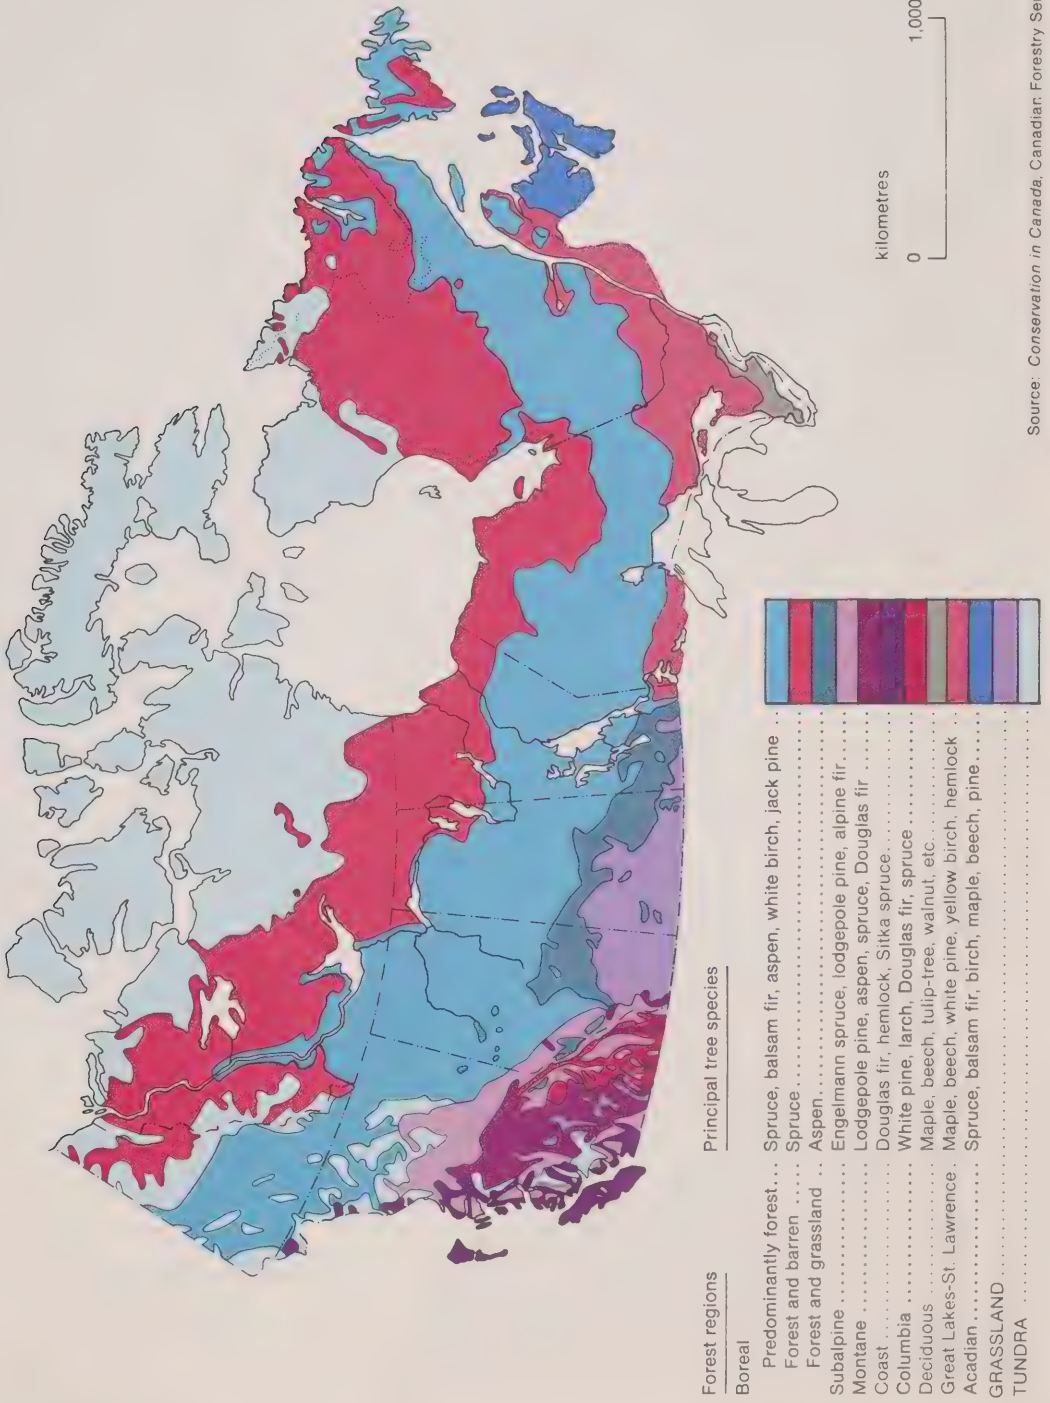 kilometres
0 1,000
Forest regions Principal tree species
Boreal
Predominantly forest... Spruce, balsam fir, aspen, white birch, jack pine
Forest and barren .... Spruce
Forest and grassland .. Aspen
Subalpine Engelmann spruce, lodgepole pine, alpine fir
Montane Lodgepole pine, aspen, spruce, Douglas fir
Coast Douglas fir, hemlock, Sitka spruce
Columbia White pine, larch, Douglas fir, spruce
Deciduous Maple, beech, tulip-tree, walnut, etc.
Great Lakes-St. Lawrence . Maple, beech, white pine, yellow birch, hemlock
Acadian Spruce, balsam fir, birch, maple, beech, pine
GRASSLAND
TUNDRA
Source: Conservation in Canada, Canadian Forestry Ser